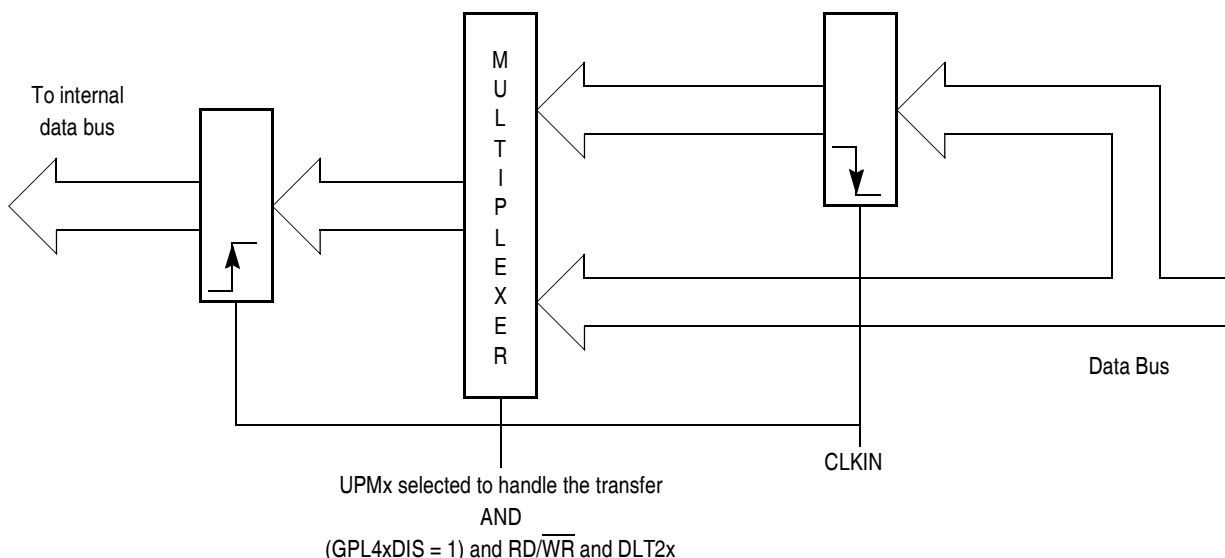 To internal
data bus
MULTIPLEXER
Data Bus
CLKIN
UPMx selected to handle the transfer
AND
(GPL4xDIS = 1) and RD/W̅R̅ and DLT2x